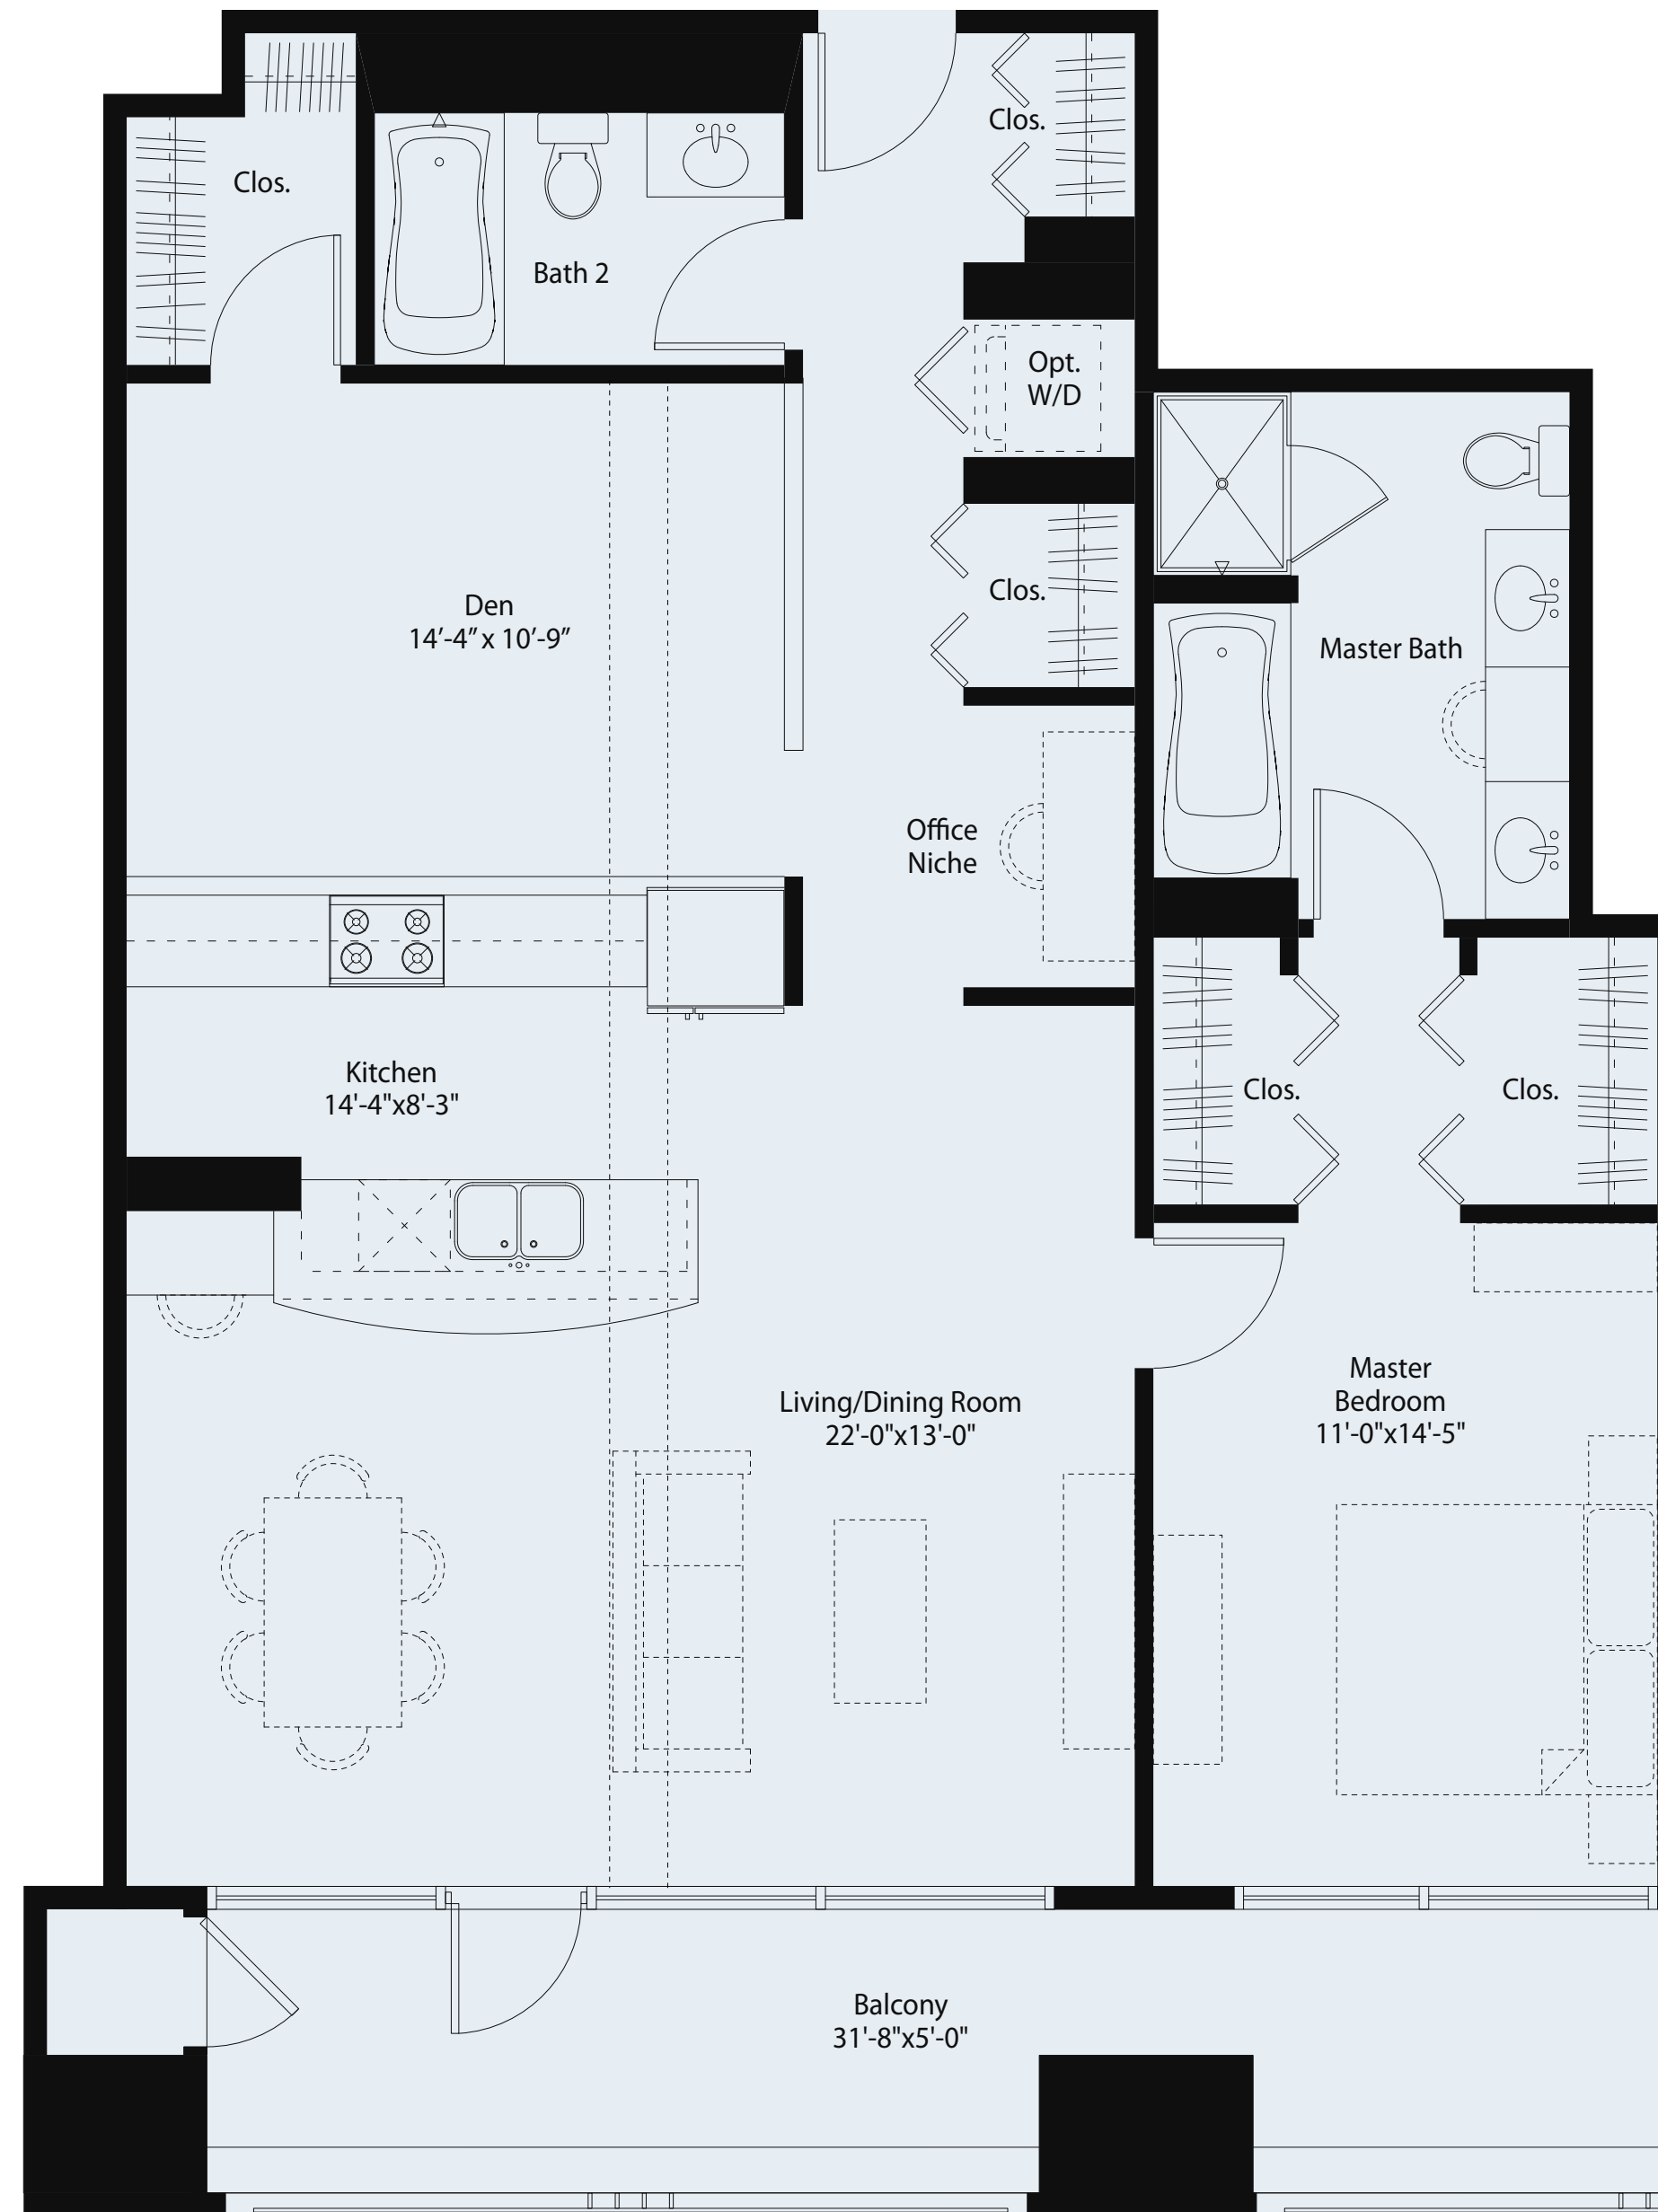 Clos.
Clos.
Bath 2
Opt.
W/D
Clos.
Den
14’-4” x 10’-9”
Master Bath
Office
Niche
Kitchen
14'-4"x8'-3"
Clos.
Clos.
Living/Dining Room
22'-0"x13'-0"
Master
Bedroom
11'-0"x14'-5"
Balcony
31'-8"x5'-0"